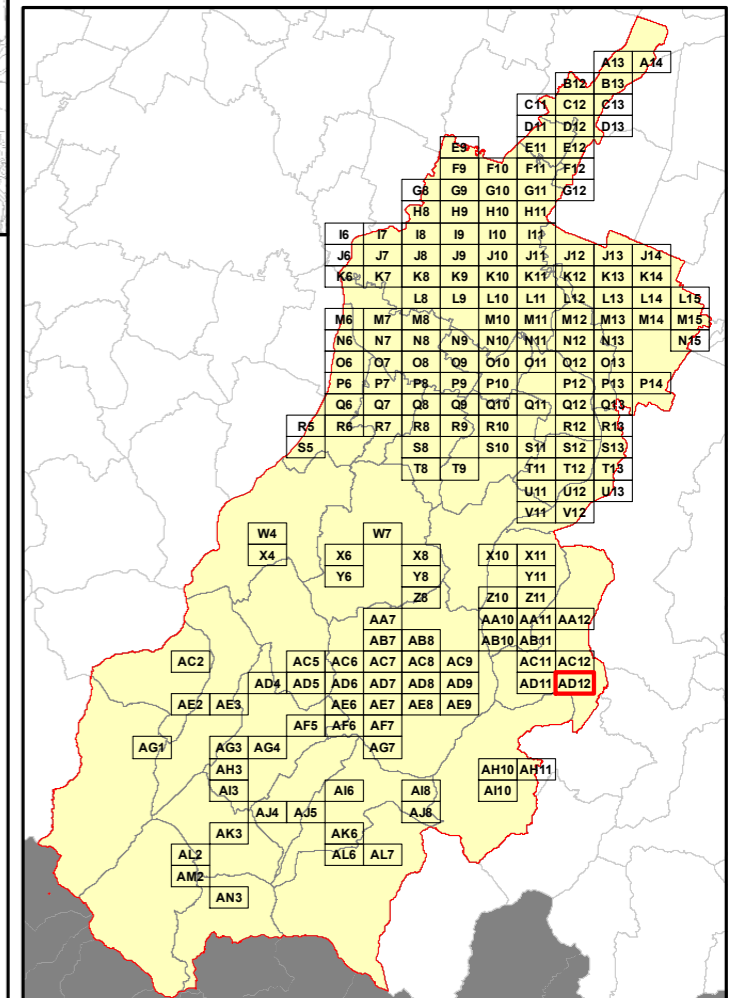 A13 A14
B12 B13
C11 C12 C13
D11 D12 D13
E9 E11 E12
F9 F10 F11 F12
G8 G9 G10 G11 G12
H8 H9 H10 H11
I6 I7 I8 I9 I10 I11
J6 J7 J8 J9 J10 J11 J12 J13 J14
K6 K7 K8 K9 K10 K11 K12 K13 K14
L8 L9 L10 L11 L12 L13 L14 L15
M6 M7 M8 M10 M11 M12 M13 M14 M15
N6 N7 N8 N9 N10 N11 N12 N13 N15
O6 O7 O8 O9 O10 O11 O12 O13
P6 P7 P8 P9 P10 P12 P13 P14
Q6 Q7 Q8 Q9 Q10 Q11 Q12 Q13
R5 R6 R7 R8 R9 R10 R12 R13
S5 S8 S10 S11 S12 S13
T8 T9 T11 T12 T13
U11 U12 U13
V11 V12
W4 W7
X4 X6 X8 X10 X11
Y6 Y8 Y11
Z8 Z10 Z11
AA7 AA10 AA11 AA12
AB7 AB8 AB10 AB11
AC2 AC5 AC6 AC7 AC8 AC9 AC11 AC12
AD4 AD5 AD6 AD7 AD8 AD9 AD11 AD12
AE2 AE3 AE6 AE7 AE8 AE9
AF5 AF6 AF7
AG1 AG3 AG4 AG7
AH3 AH10 AH11
AI3 AI6 AI8 AI10
AJ4 AJ5 AJ8
AK3 AK6
AL2 AL6 AL7
AM2
AN3